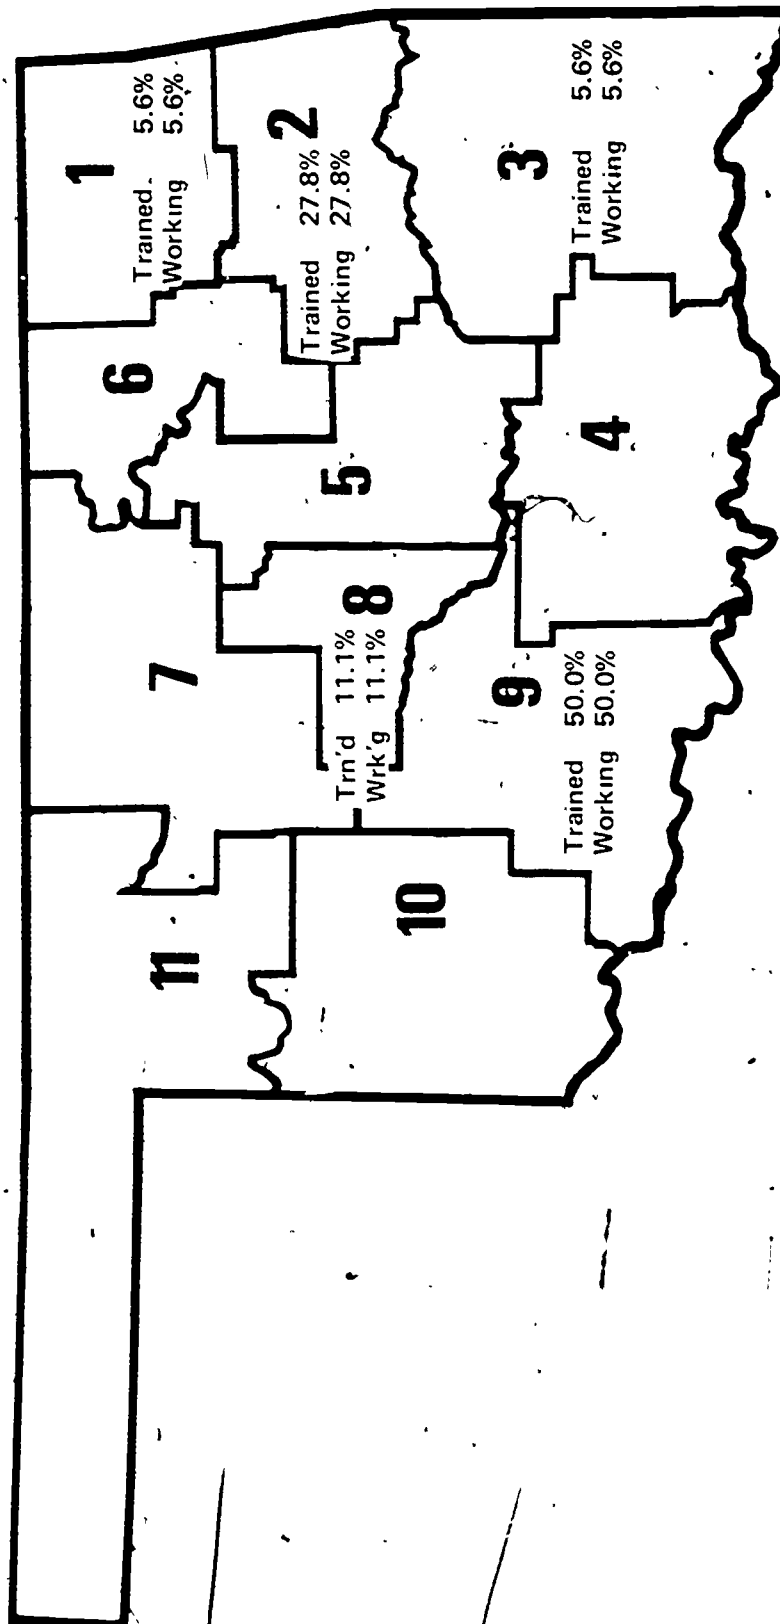 1
Trained 5.6%
Working 5.6%
2
Trained 27.8%
Working 27.8%
3
Trained 5.6%
Working 5.6%
4
5
6
7
8
Trn'd 11.1%
Wrk'g 11.1%
9
Trained 50.0%
Working 50.0%
10
11